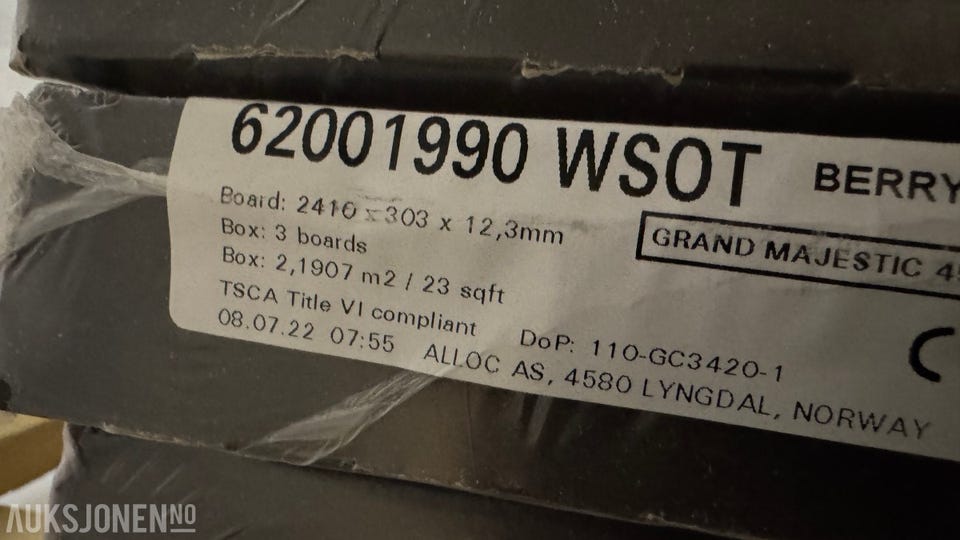 62001990 WSOT BERRY
Board: 2410 x 303 x 12,3mm
GRAND MAJESTIC
Box: 3 boards
Box: 2,1907 m2 / 23 sqft
TSCA Title VI compliant
DoP: 110-GC3420-1
08.07.22 07:55 ALLOC AS, 4580 LYNGDAL, NORWAY
AUKSJONEN NO